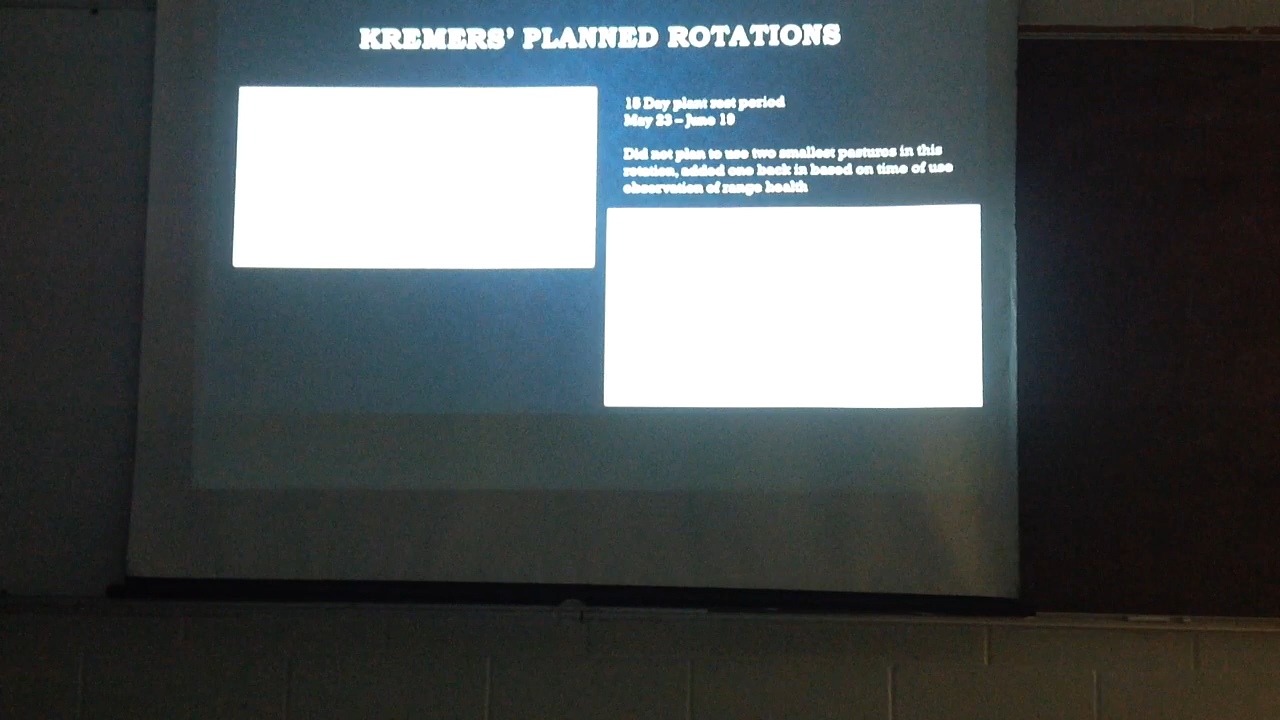 KREMERS' PLANNED ROTATIONS
15 Day plant rest period
May 23 – June 19
Did not plan to use two smallest pastures in this
rotation, added one back in based on time of use
observation of range health